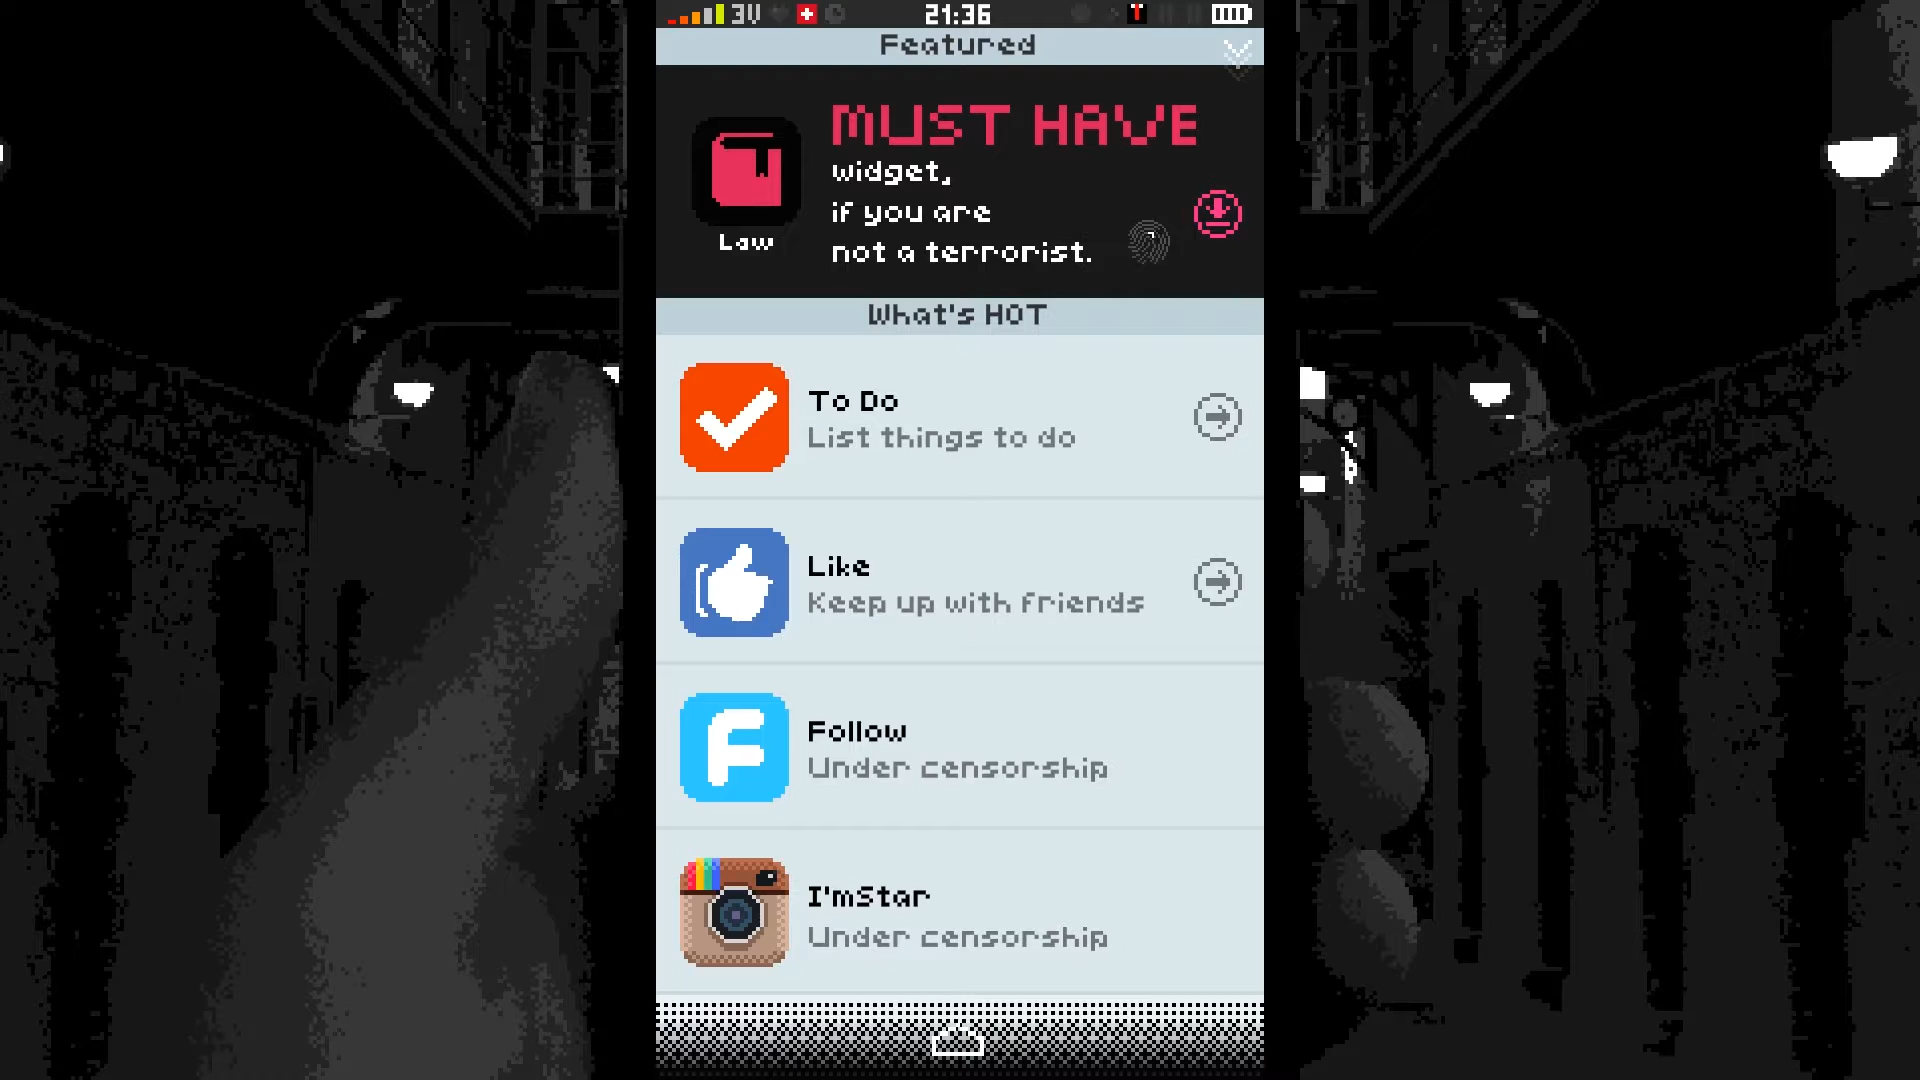 3U
21:36
T
Featured
MUST HAVE
widget,
if you are
not a terrorist.
Law
What's HOT
To Do
List things to do
Like
Keep up with friends
F
Follow
Under censorship
I'mStar
Under censorship